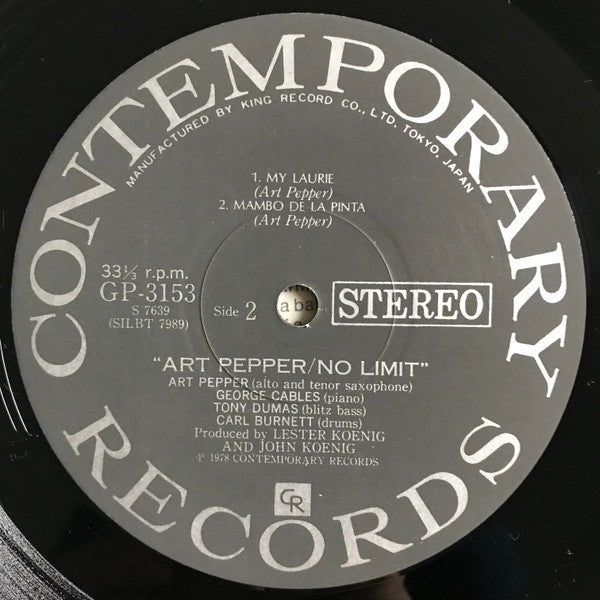 CONTEMPORARY RECORDS
MANUFACTURED BY KING RECORD CO., LTD, TOKYO, JAPAN
1. MY LAURIE
(Art Pepper)
2. MAMBO DE LA PINTA
(Art Pepper)
33⅓ r.p.m.
GP-3153
S 7639
(SILBT 7989)
Side 2
a ba
STEREO
"ART PEPPER/NO LIMIT"
ART PEPPER (alto and tenor saxophone)
GEORGE CABLES (piano)
TONY DUMAS (blitz bass)
CARL BURNETT (drums)
Produced by LESTER KOENIG
AND JOHN KOENIG
℗ 1978 CONTEMPORARY RECORDS
CR